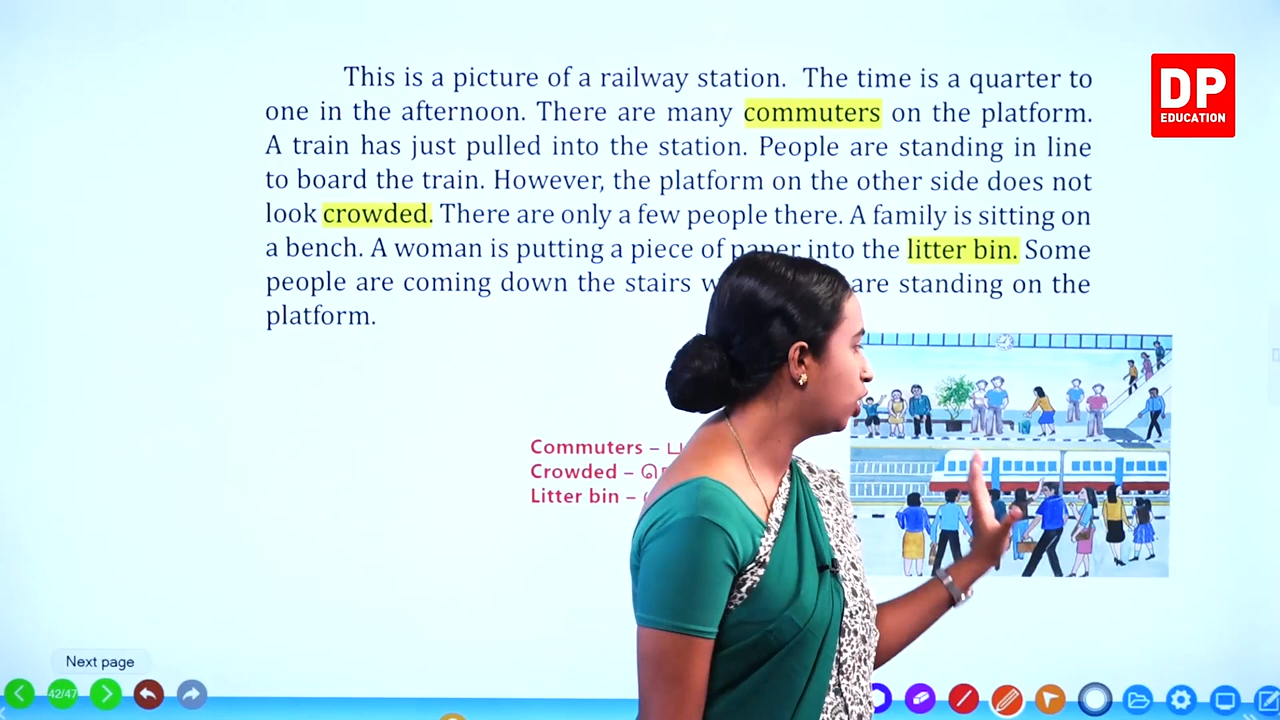 This is a picture of a railway station. The time is a quarter to
one in the afternoon. There are many commuters on the platform.
A train has just pulled into the station. People are standing in line
to board the train. However, the platform on the other side does not
look crowded. There are only a few people there. A family is sitting on
a bench. A woman is putting a piece of paper into the litter bin. Some
people are coming down the stairs are standing on the
platform.
DP
EDUCATION
Commuters –
Crowded –
Litter bin –
Next page
42/47